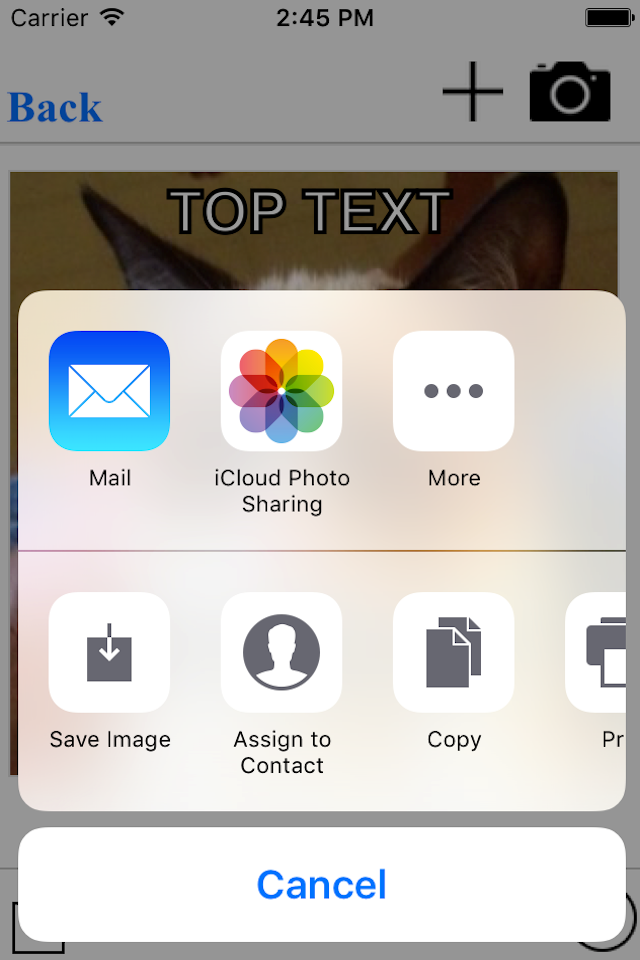 Carrier 2:45 PM
Back
TOP TEXT
Mail
iCloud Photo
Sharing
More
Save Image
Assign to
Contact
Copy
Pr
Cancel